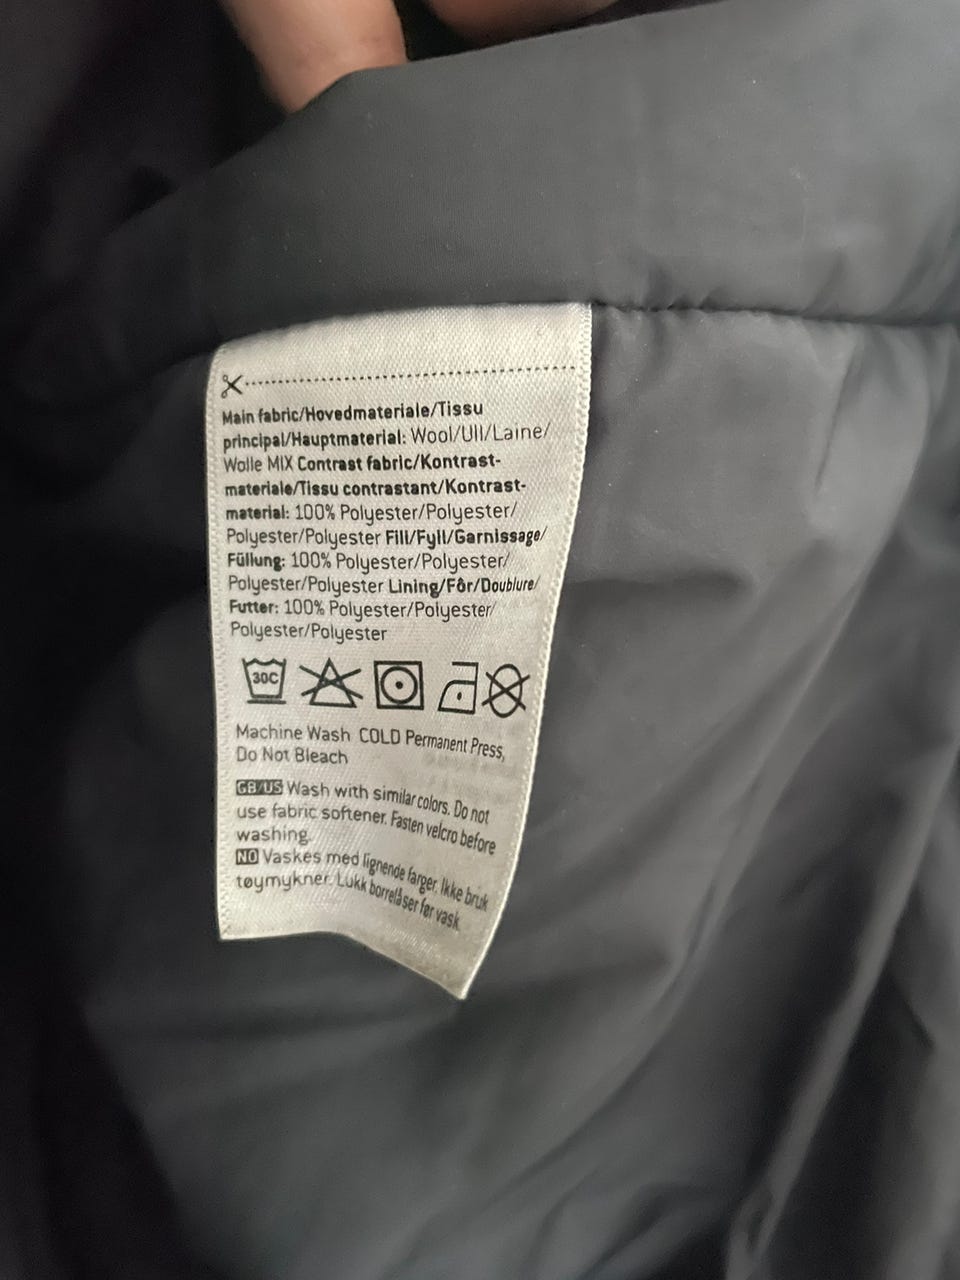 Main fabric/Hovedmateriale/Tissu
principal/Hauptmaterial: Wool/Ull/Laine/
Wolle MIX Contrast fabric/Kontrast-
materiale/Tissu contrastant/Kontrast-
material: 100% Polyester/Polyester/
Polyester/Polyester Fill/Fyll/Garnissage/
Füllung: 100% Polyester/Polyester/
Polyester/Polyester Lining/Fôr/Doublure/
Futter: 100% Polyester/Polyester/
Polyester/Polyester
30C
Machine Wash COLD Permanent Press,
Do Not Bleach
GB/US Wash with similar colors. Do not
use fabric softener. Fasten velcro before
washing.
NO Vaskes med lignende farger. Ikke bruk
tøymykner. Lukk borrelåser før vask.